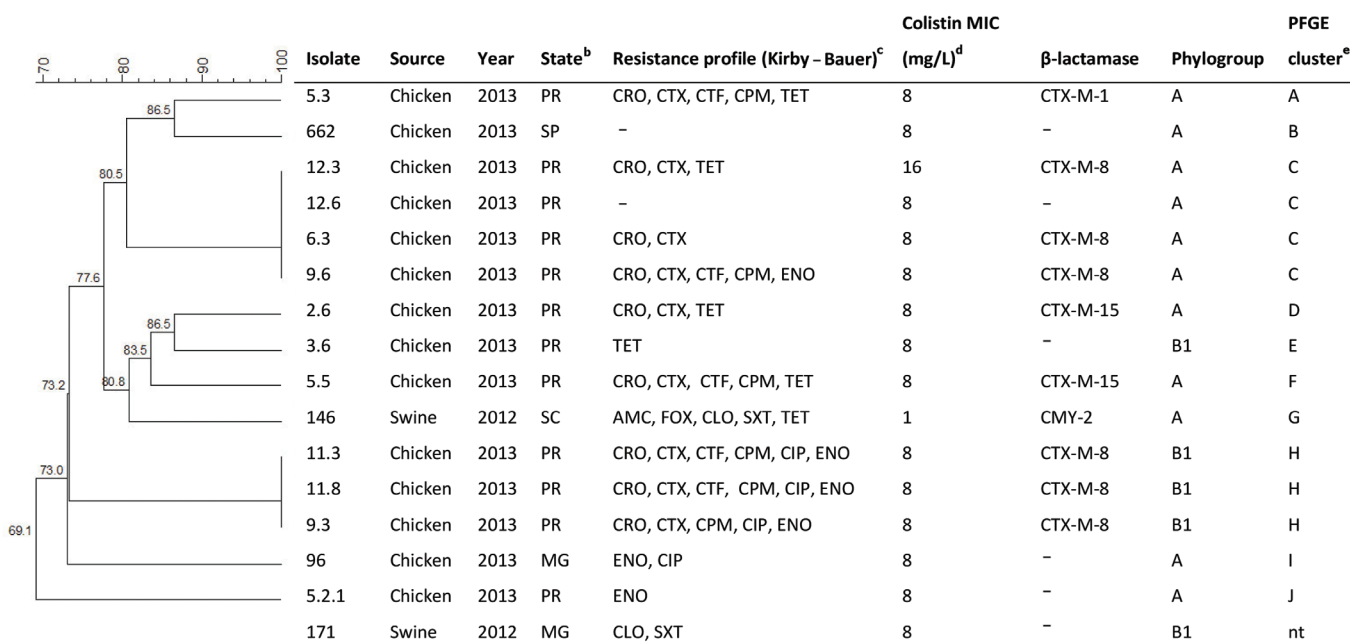 Colistin MIC PFGE
Isolate Source Year State^b Resistance profile (Kirby – Bauer)^c (mg/L)^d β-lactamase Phylogroup cluster^e
70 80 90 100
5.3 Chicken 2013 PR CRO, CTX, CTF, CPM, TET 8 CTX-M-1 A A
86.5
662 Chicken 2013 SP – 8 – A B
12.3 Chicken 2013 PR CRO, CTX, TET 16 CTX-M-8 A C
80.5
12.6 Chicken 2013 PR – 8 – A C
6.3 Chicken 2013 PR CRO, CTX 8 CTX-M-8 A C
9.6 Chicken 2013 PR CRO, CTX, CTF, CPM, ENO 8 CTX-M-8 A C
77.6
2.6 Chicken 2013 PR CRO, CTX, TET 8 CTX-M-15 A D
86.5
3.6 Chicken 2013 PR TET 8 – B1 E
83.5
5.5 Chicken 2013 PR CRO, CTX, CTF, CPM, TET 8 CTX-M-15 A F
73.2 80.8
146 Swine 2012 SC AMC, FOX, CLO, SXT, TET 1 CMY-2 A G
11.3 Chicken 2013 PR CRO, CTX, CTF, CPM, CIP, ENO 8 CTX-M-8 B1 H
73.0
11.8 Chicken 2013 PR CRO, CTX, CTF, CPM, CIP, ENO 8 CTX-M-8 B1 H
9.3 Chicken 2013 PR CRO, CTX, CPM, CIP, ENO 8 CTX-M-8 B1 H
69.1
96 Chicken 2013 MG ENO, CIP 8 – A I
5.2.1 Chicken 2013 PR ENO 8 – A J
171 Swine 2012 MG CLO, SXT 8 – B1 nt